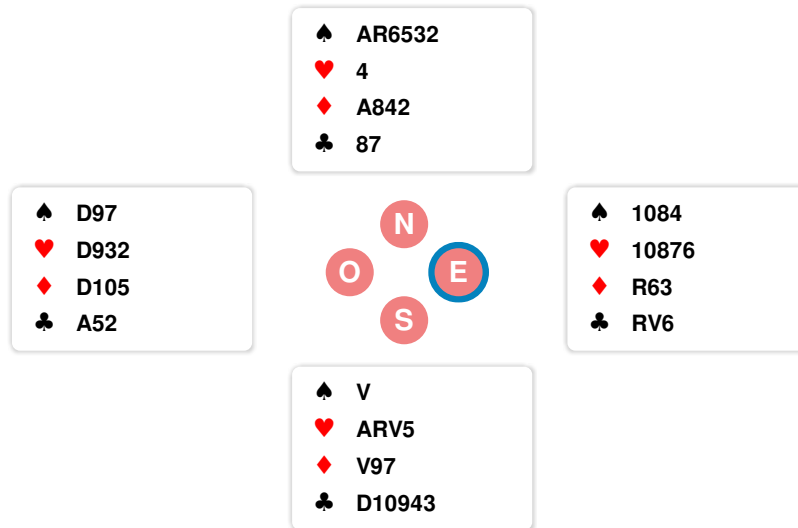 ♠ AR6532
♥ 4
♦ A842
♣ 87
♠ D97
♥ D932
♦ D105
♣ A52
N
O E
S
♠ 1084
♥ 10876
♦ R63
♣ RV6
♠ V
♥ ARV5
♦ V97
♣ D10943